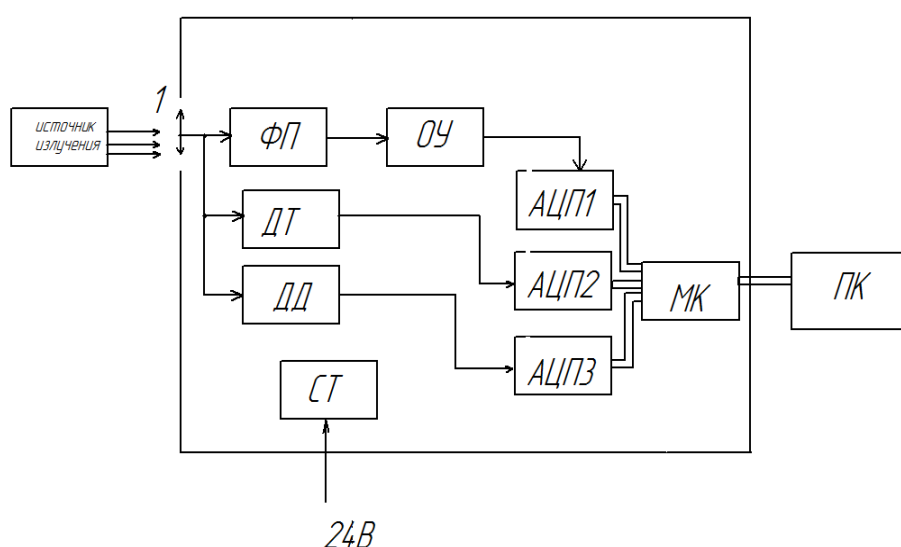 1
источник
излучения
ФП
ОУ
АЦП1
ДТ
АЦП2
МК
ПК
ДД
АЦП3
СТ
24В